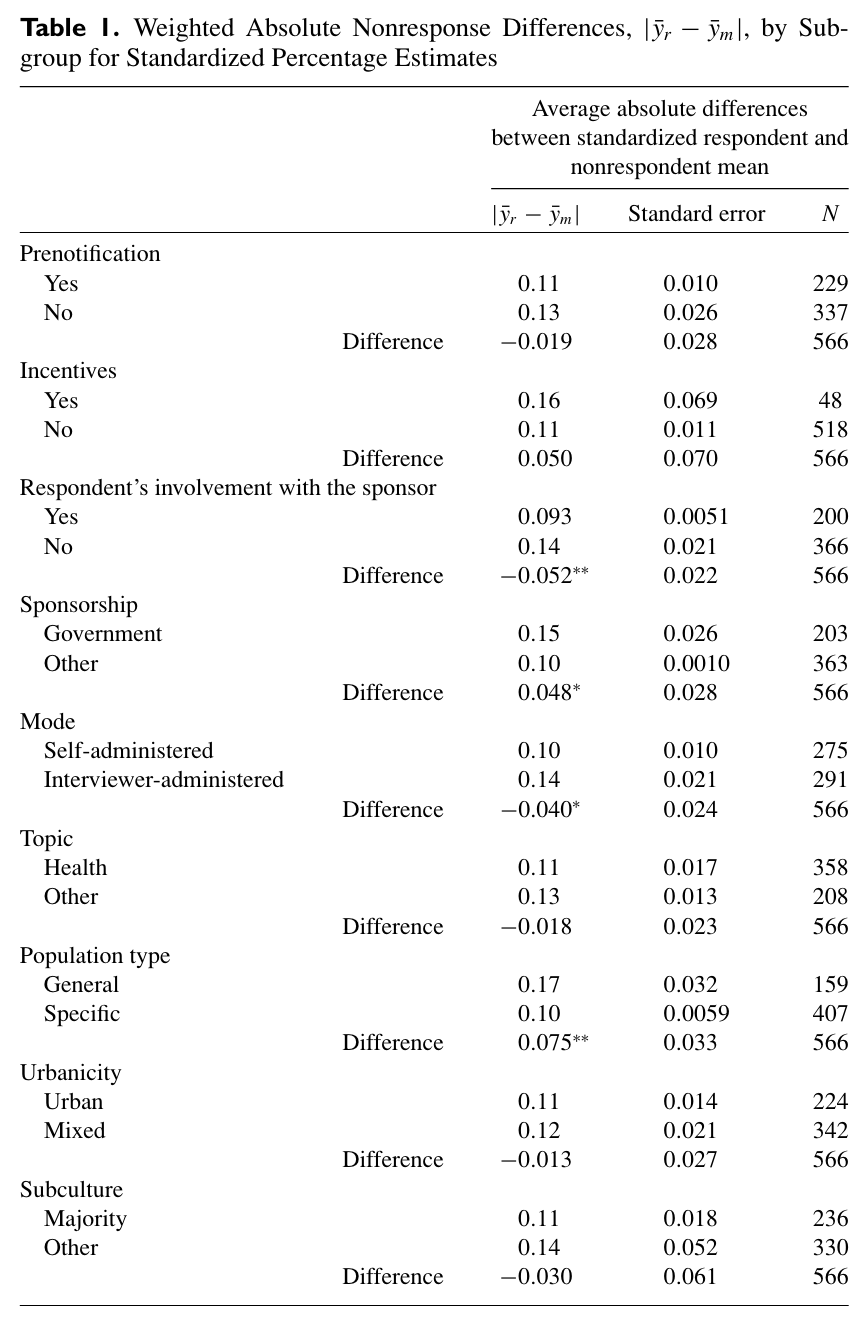 Table 1. Weighted Absolute Nonresponse Differences, |ȳr − ȳm|, by Sub-
group for Standardized Percentage Estimates
Average absolute differences
between standardized respondent and
nonrespondent mean
|ȳr − ȳm| Standard error N
Prenotification
Yes 0.11 0.010 229
No 0.13 0.026 337
Difference −0.019 0.028 566
Incentives
Yes 0.16 0.069 48
No 0.11 0.011 518
Difference 0.050 0.070 566
Respondent’s involvement with the sponsor
Yes 0.093 0.0051 200
No 0.14 0.021 366
Difference −0.052** 0.022 566
Sponsorship
Government 0.15 0.026 203
Other 0.10 0.0010 363
Difference 0.048* 0.028 566
Mode
Self-administered 0.10 0.010 275
Interviewer-administered 0.14 0.021 291
Difference −0.040* 0.024 566
Topic
Health 0.11 0.017 358
Other 0.13 0.013 208
Difference −0.018 0.023 566
Population type
General 0.17 0.032 159
Specific 0.10 0.0059 407
Difference 0.075** 0.033 566
Urbanicity
Urban 0.11 0.014 224
Mixed 0.12 0.021 342
Difference −0.013 0.027 566
Subculture
Majority 0.11 0.018 236
Other 0.14 0.052 330
Difference −0.030 0.061 566